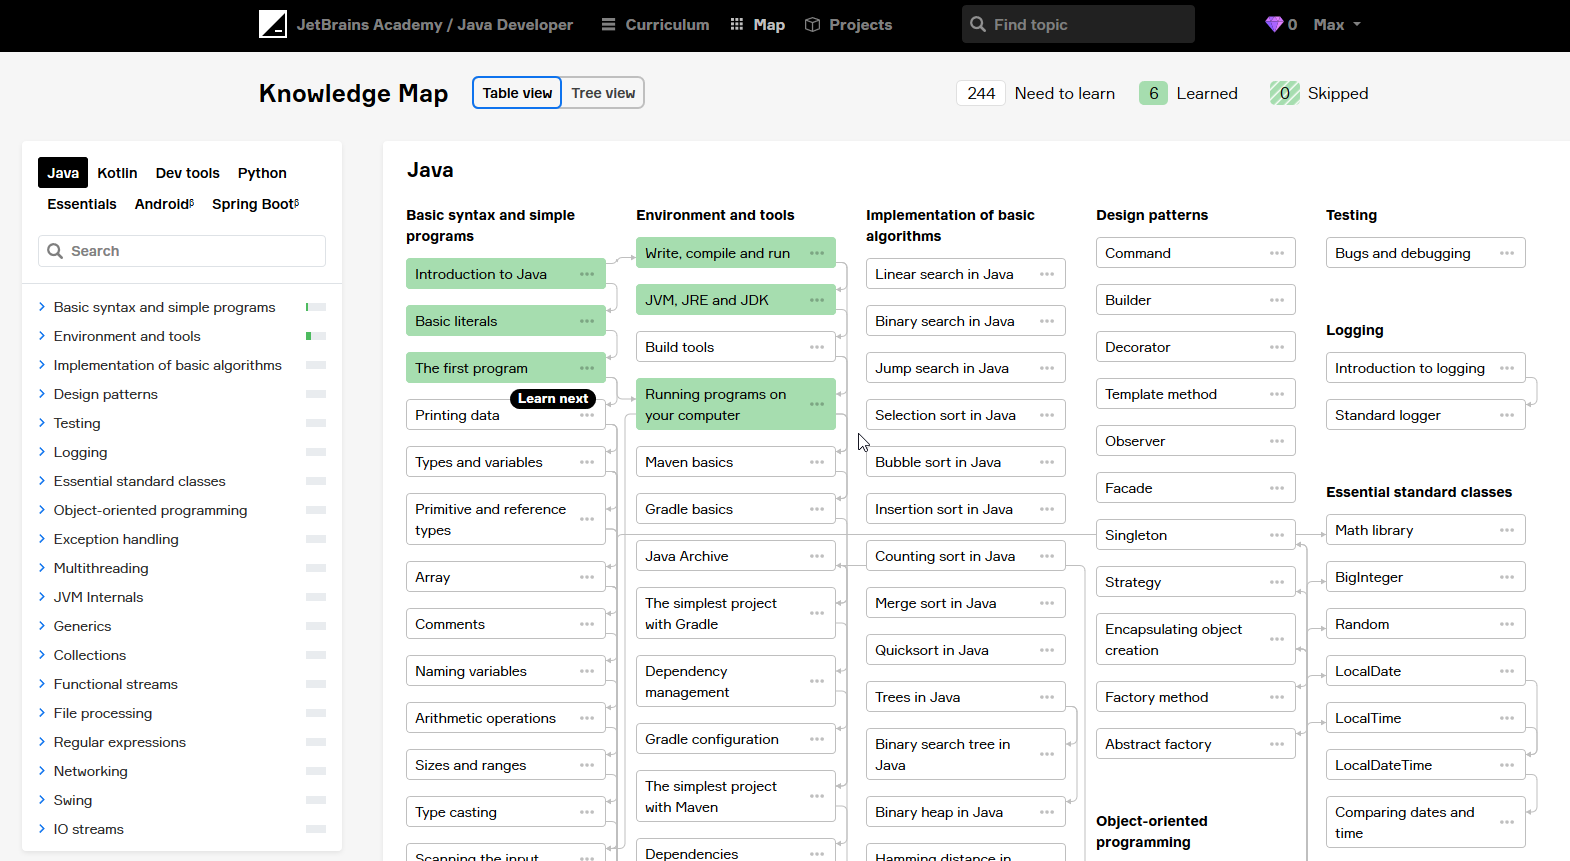 JetBrains Academy / Java Developer
Curriculum
Map
Projects
Find topic
0
Max
Knowledge Map
Table view
Tree view
244 Need to learn
6 Learned
0 Skipped
Java
Kotlin
Dev tools
Python
Essentials
Androidᵝ
Spring Bootᵝ
Search
Basic syntax and simple programs
Environment and tools
Implementation of basic algorithms
Design patterns
Testing
Logging
Essential standard classes
Object-oriented programming
Exception handling
Multithreading
JVM Internals
Generics
Collections
Functional streams
File processing
Regular expressions
Networking
Swing
IO streams
Java
Basic syntax and simple
programs
Introduction to Java
Basic literals
The first program
Learn next
Printing data
Types and variables
Primitive and reference
types
Array
Comments
Naming variables
Arithmetic operations
Sizes and ranges
Type casting
Scanning the input
Environment and tools
Write, compile and run
JVM, JRE and JDK
Build tools
Running programs on
your computer
Maven basics
Gradle basics
Java Archive
The simplest project
with Gradle
Dependency
management
Gradle configuration
The simplest project
with Maven
Dependencies
Implementation of basic
algorithms
Linear search in Java
Binary search in Java
Jump search in Java
Selection sort in Java
Bubble sort in Java
Insertion sort in Java
Counting sort in Java
Merge sort in Java
Quicksort in Java
Trees in Java
Binary search tree in
Java
Binary heap in Java
Hamming distance in
Design patterns
Command
Builder
Decorator
Template method
Observer
Facade
Singleton
Strategy
Encapsulating object
creation
Factory method
Abstract factory
Object-oriented
programming
Testing
Bugs and debugging
Logging
Introduction to logging
Standard logger
Essential standard classes
Math library
BigInteger
Random
LocalDate
LocalTime
LocalDateTime
Comparing dates and
time